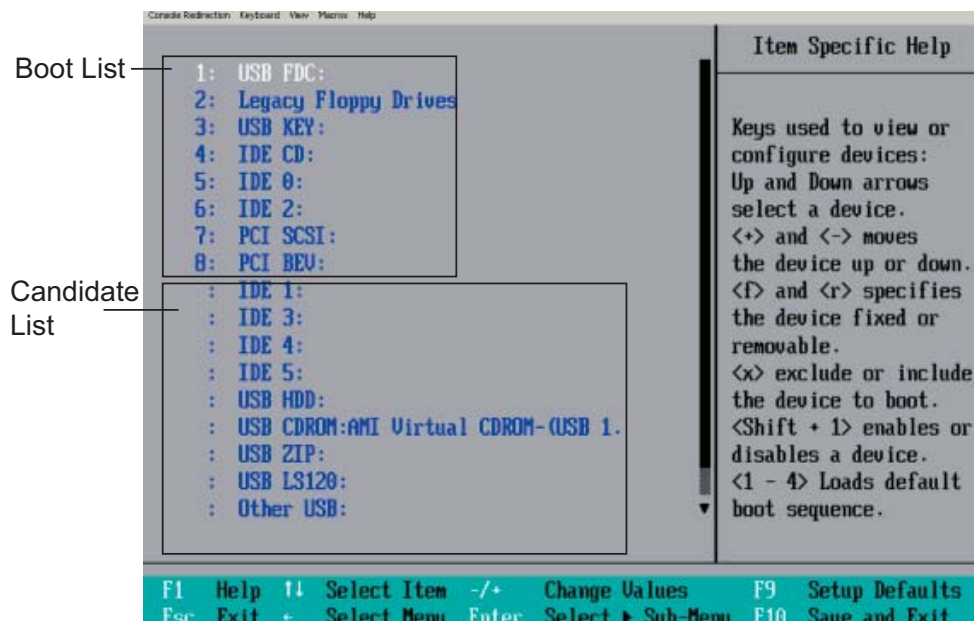 Console Redirection Keyboard View Macros Help
Item Specific Help
Boot List
1: USB FDC:
2: Legacy Floppy Drives
3: USB KEY:
4: IDE CD:
5: IDE 0:
6: IDE 2:
7: PCI SCSI:
8: PCI BEV:
Candidate
List
: IDE 1:
: IDE 3:
: IDE 4:
: IDE 5:
: USB HDD:
: USB CDROM:AMI Virtual CDROM-(USB 1.
: USB ZIP:
: USB LS120:
: Other USB:
Keys used to view or
configure devices:
Up and Down arrows
select a device.
<+> and <-> moves
the device up or down.
<f> and <r> specifies
the device fixed or
removable.
<x> exclude or include
the device to boot.
<Shift + 1> enables or
disables a device.
<1 - 4> Loads default
boot sequence.
F1 Help ↑↓ Select Item -/+ Change Values F9 Setup Defaults
Esc Exit ← Select Menu Enter Select ▶ Sub-Menu F10 Save and Exit